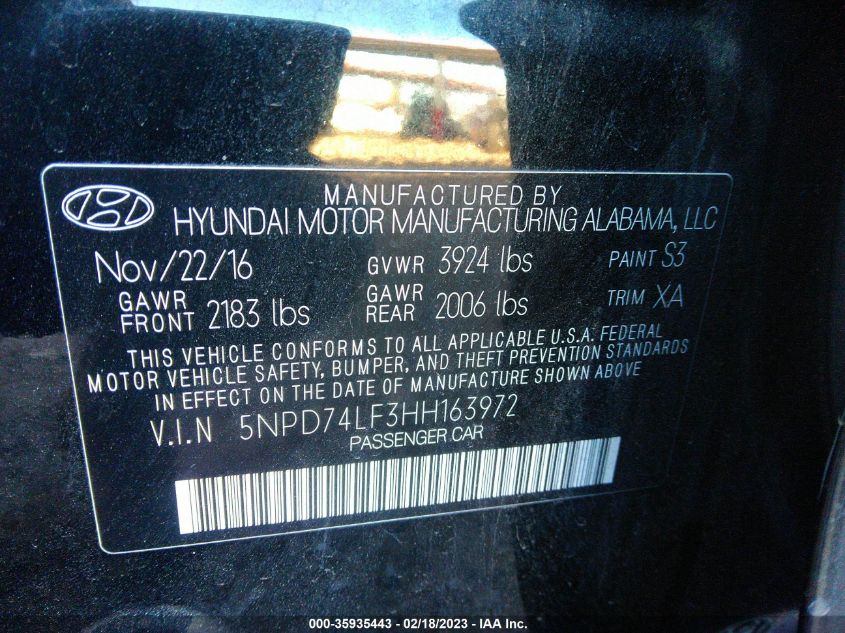 MANUFACTURED BY
HYUNDAI MOTOR MANUFACTURING ALABAMA, LLC
Nov/22/16 GVWR 3924 lbs PAINT S3
GAWR FRONT 2183 lbs GAWR REAR 2006 lbs TRIM XA
THIS VEHICLE CONFORMS TO ALL APPLICABLE U.S.A. FEDERAL
MOTOR VEHICLE SAFETY, BUMPER, AND THEFT PREVENTION STANDARDS
IN EFFECT ON THE DATE OF MANUFACTURE SHOWN ABOVE
V.I.N 5NPD74LF3HH163972
PASSENGER CAR
000-35935443 - 02/18/2023 - IAA Inc.